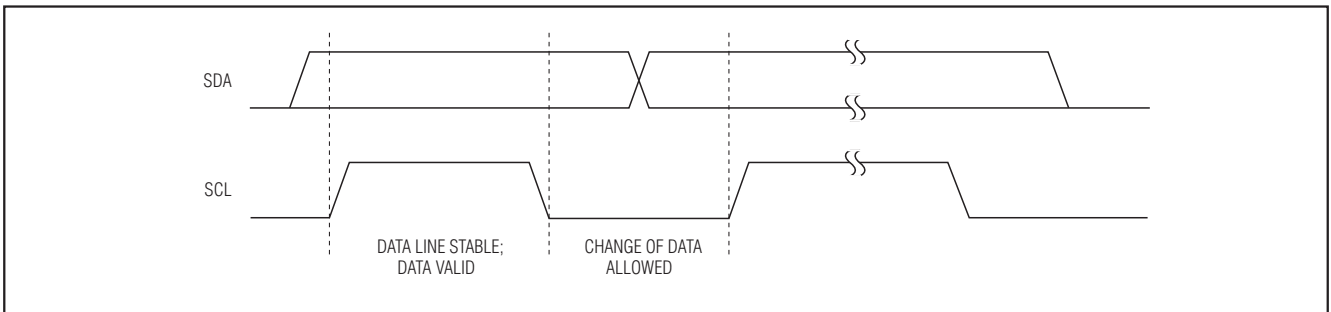 SDA
SCL
DATA LINE STABLE;
DATA VALID
CHANGE OF DATA
ALLOWED